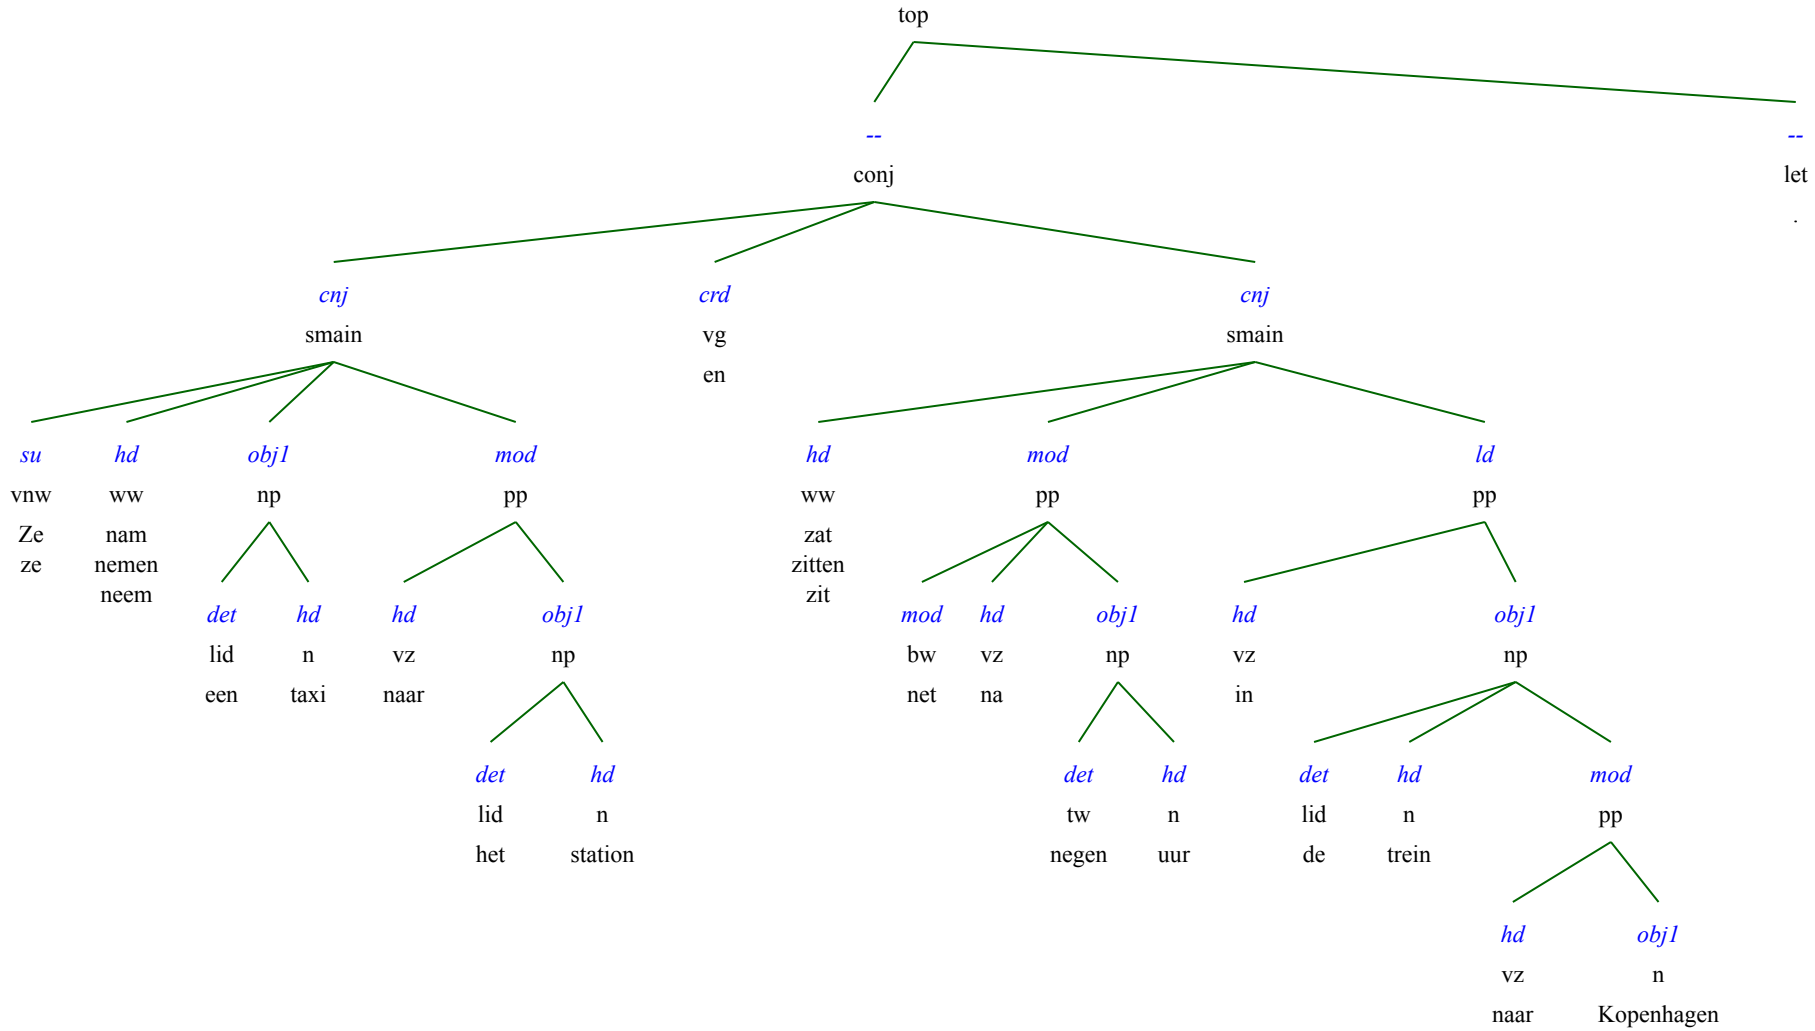 top
-- --
conj let
.
cnj crd cnj
smain vg smain
en
su hd obj1 mod hd mod ld
vnw ww np pp ww pp pp
Ze nam zat
ze nemen zitten
neem zit
det hd hd obj1 mod hd obj1 hd obj1
lid n vz np bw vz np vz np
een taxi naar net na in
det hd det hd det hd mod
lid n tw n lid n pp
het station negen uur de trein
hd obj1
vz n
naar Kopenhagen